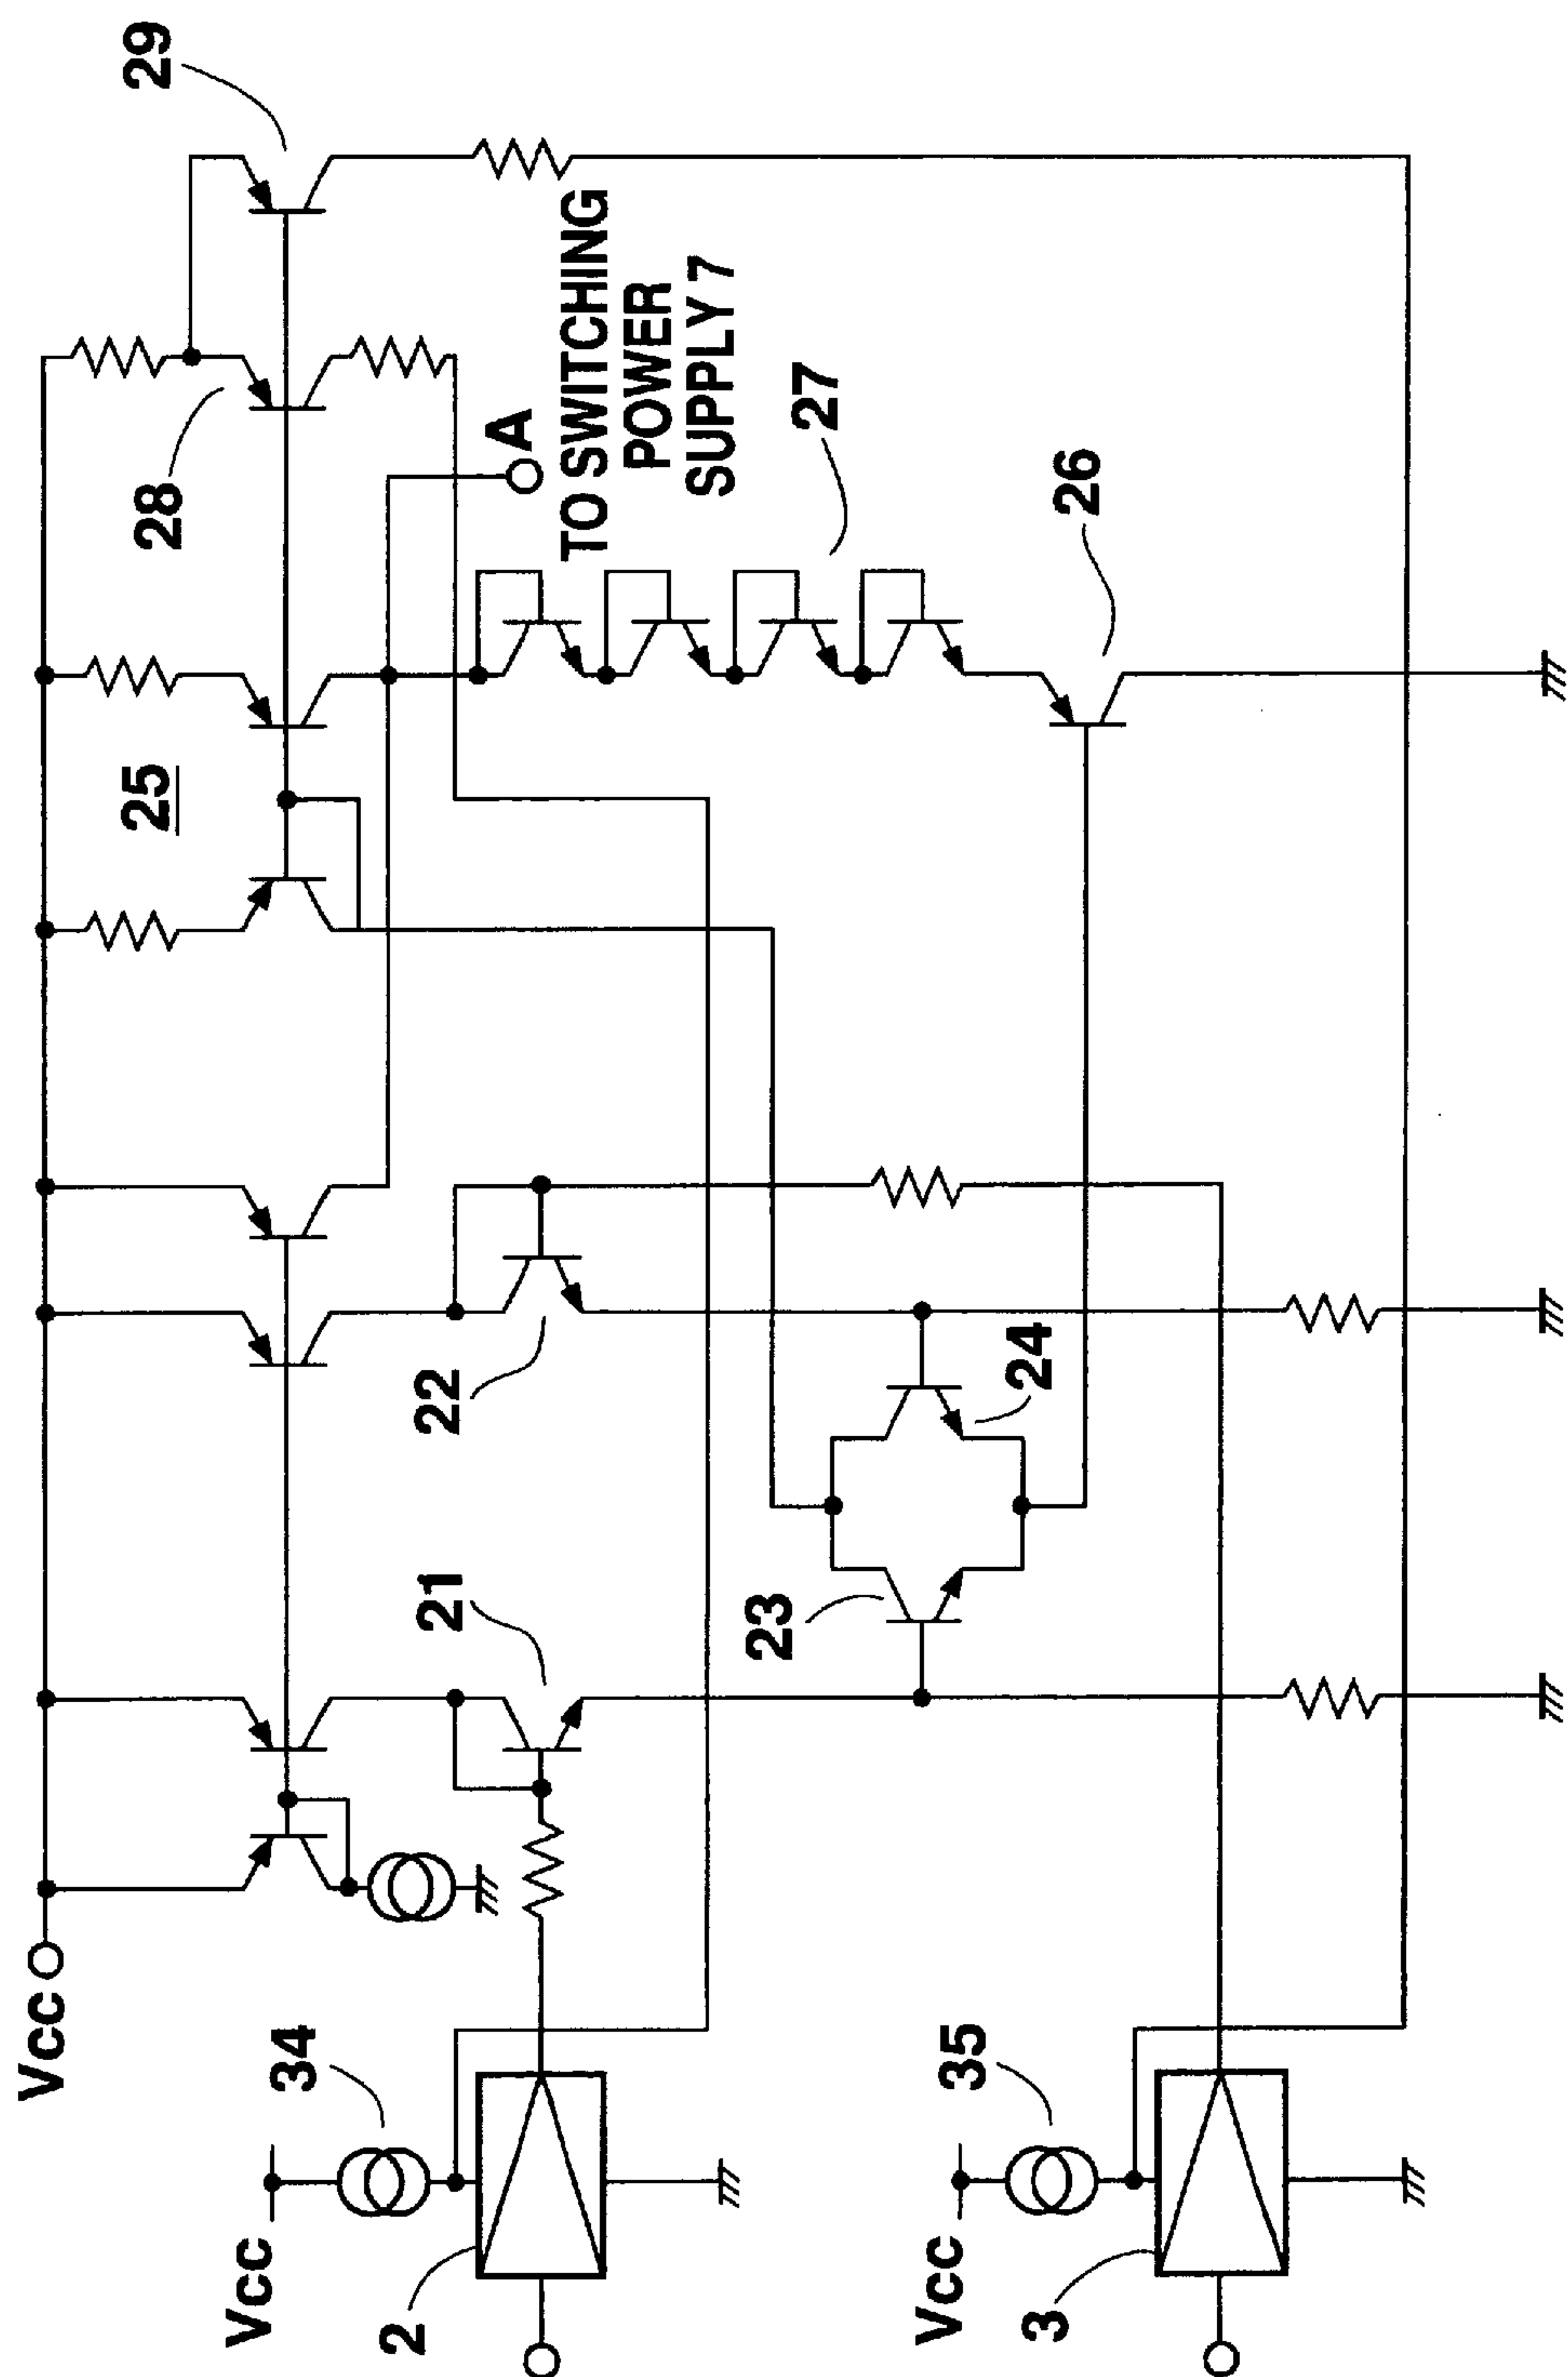 Vcc
29
28
25
A
TO SWITCHING
POWER
SUPPLY 7
27
26
22
24
21
23
34
Vcc
2
35
Vcc
3